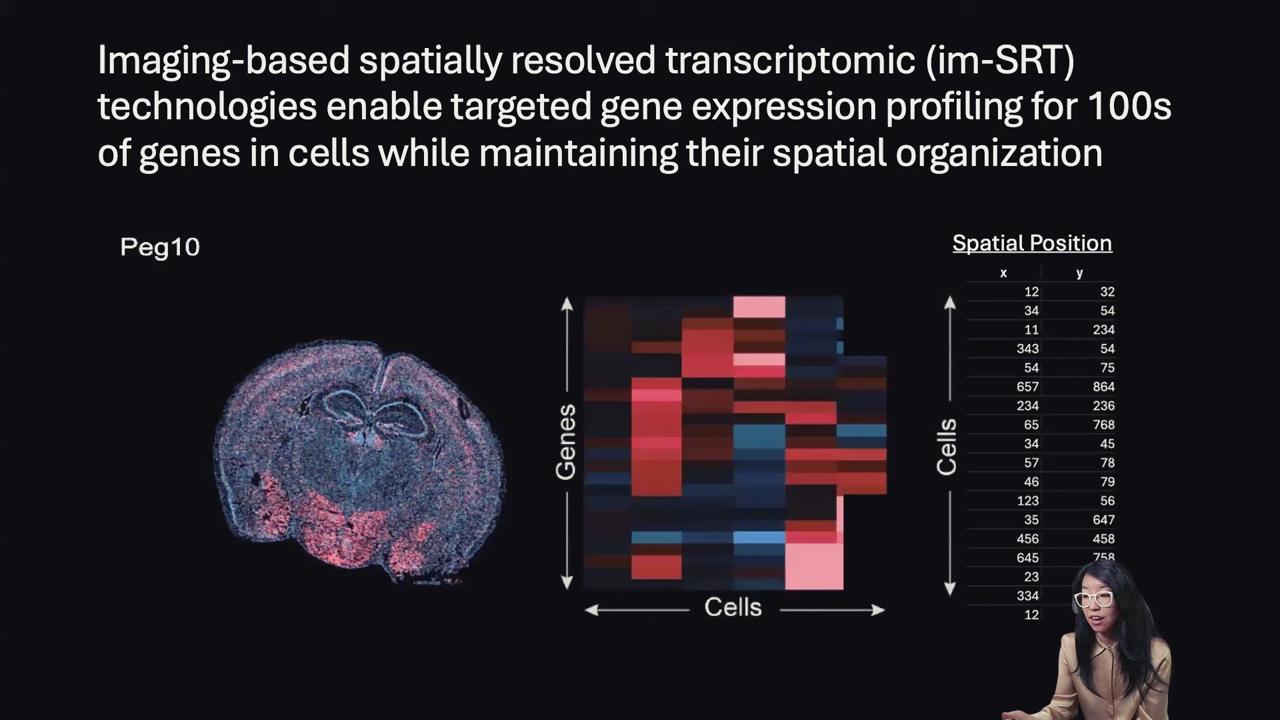 Imaging-based spatially resolved transcriptomic (im-SRT)
technologies enable targeted gene expression profiling for 100s
of genes in cells while maintaining their spatial organization
Peg10
Genes
Cells
Spatial Position
Cells
x y
12 32
34 54
11 234
343 54
54 75
657 864
234 236
65 768
34 45
57 78
46 79
123 56
35 647
456 458
645 758
23
334
12